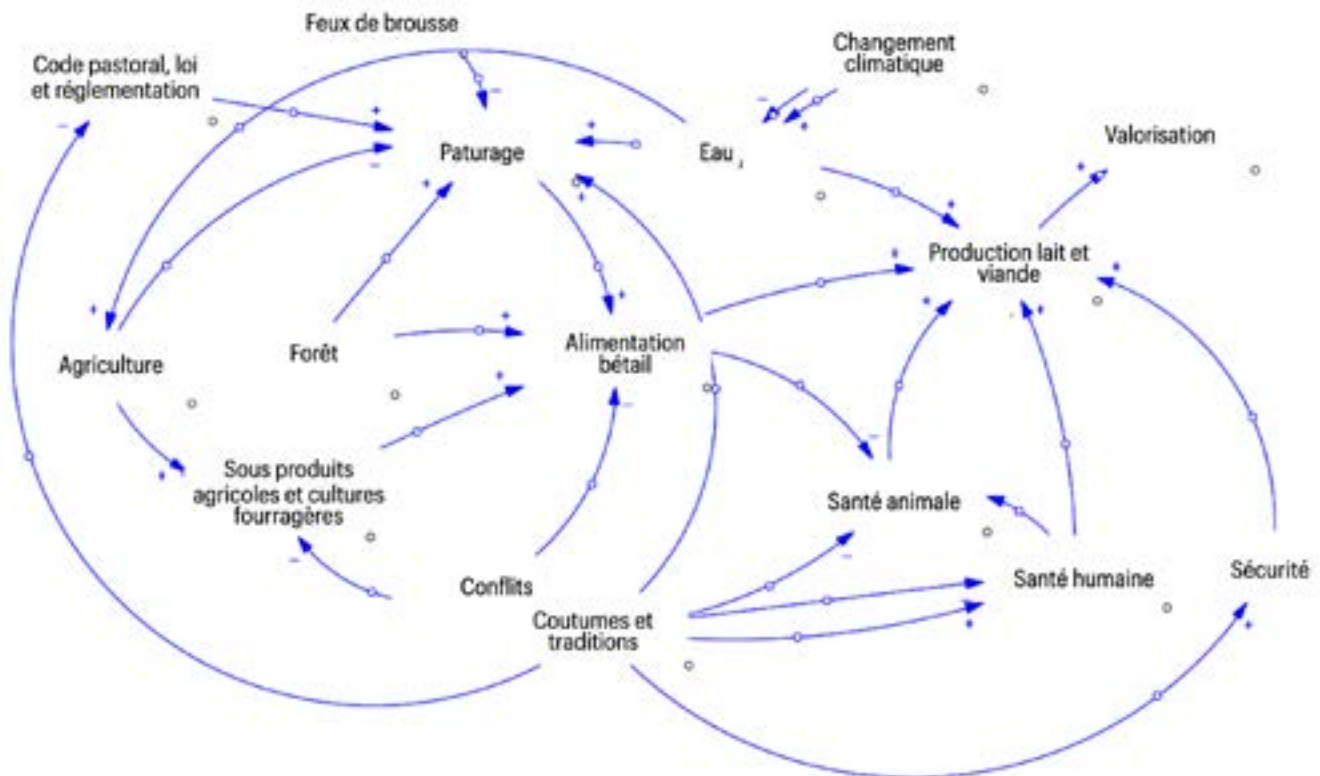 Feux de brousse
Code pastoral, loi
et réglementation
Changement
climatique
Paturage
Eau
Valorisation
Production lait et
viande
Agriculture
Forêt
Alimentation
bétail
Sous produits
agricoles et cultures
fourragères
Santé animale
Conflits
Santé humaine
Sécurité
Coutumes et
traditions